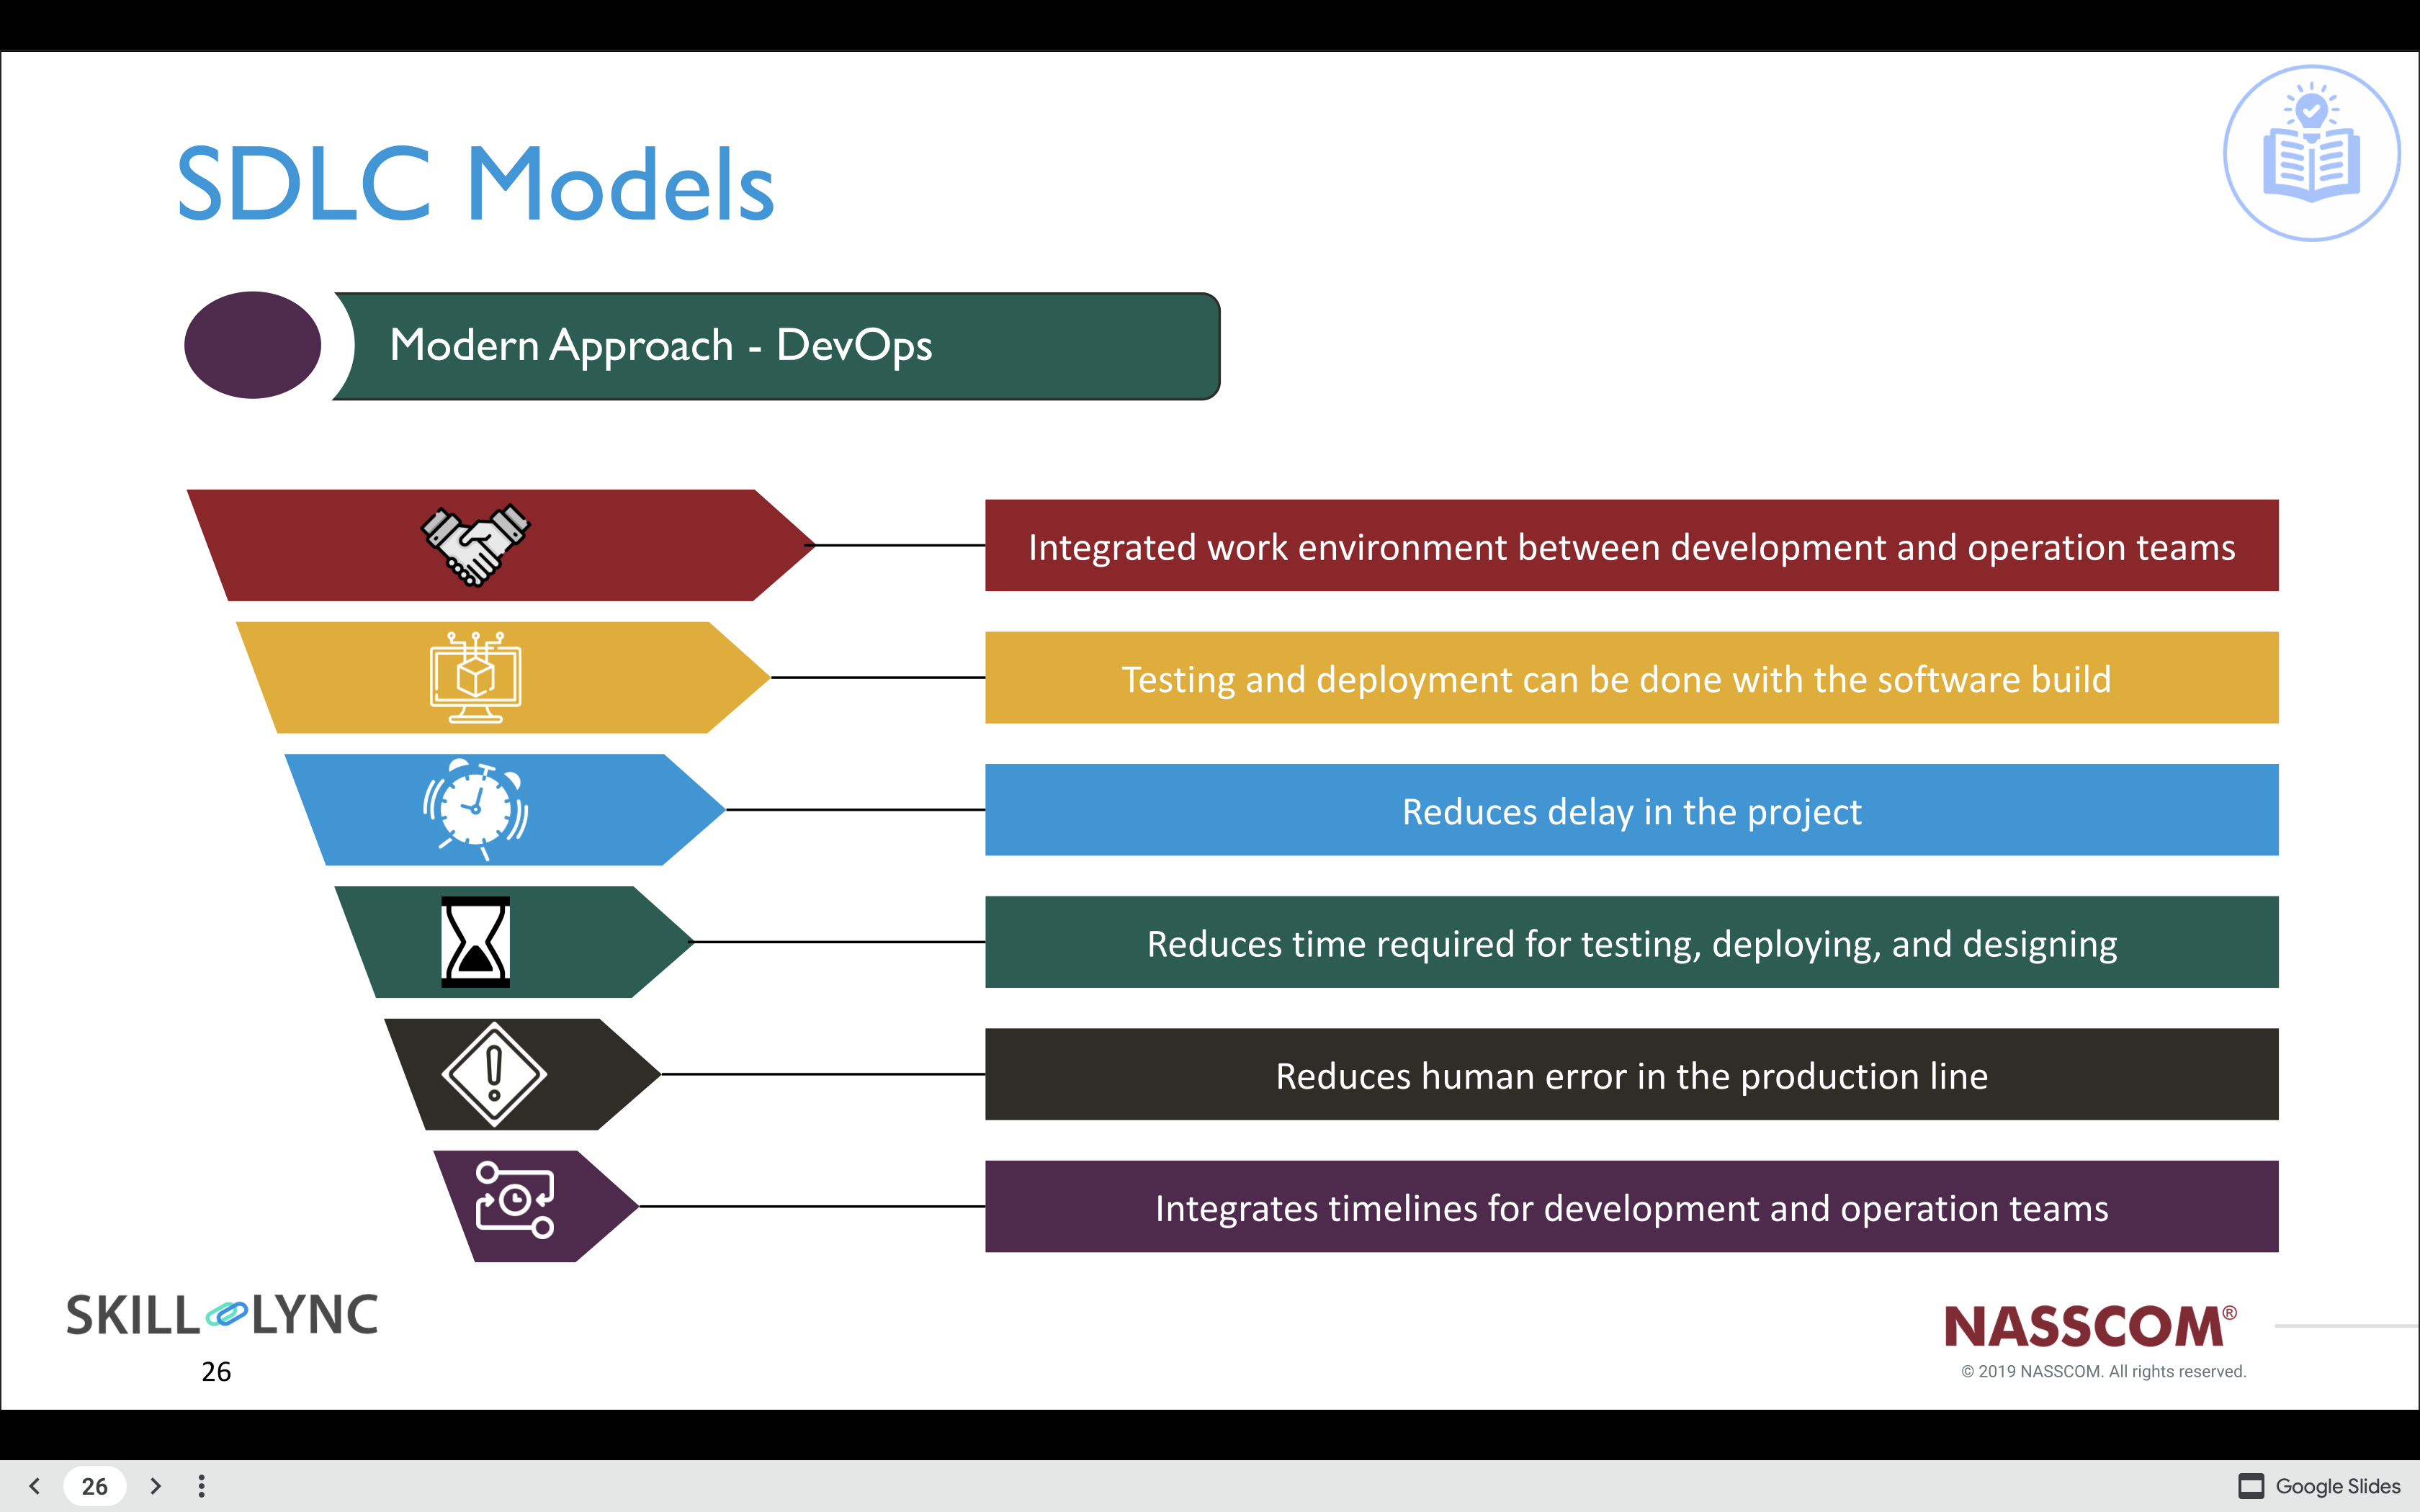 SDLC Models
Modern Approach - DevOps
Integrated work environment between development and operation teams
Testing and deployment can be done with the software build
Reduces delay in the project
Reduces time required for testing, deploying, and designing
Reduces human error in the production line
Integrates timelines for development and operation teams
SKILL LYNC
26
NASSCOM®
© 2019 NASSCOM. All rights reserved.
26
Google Slides